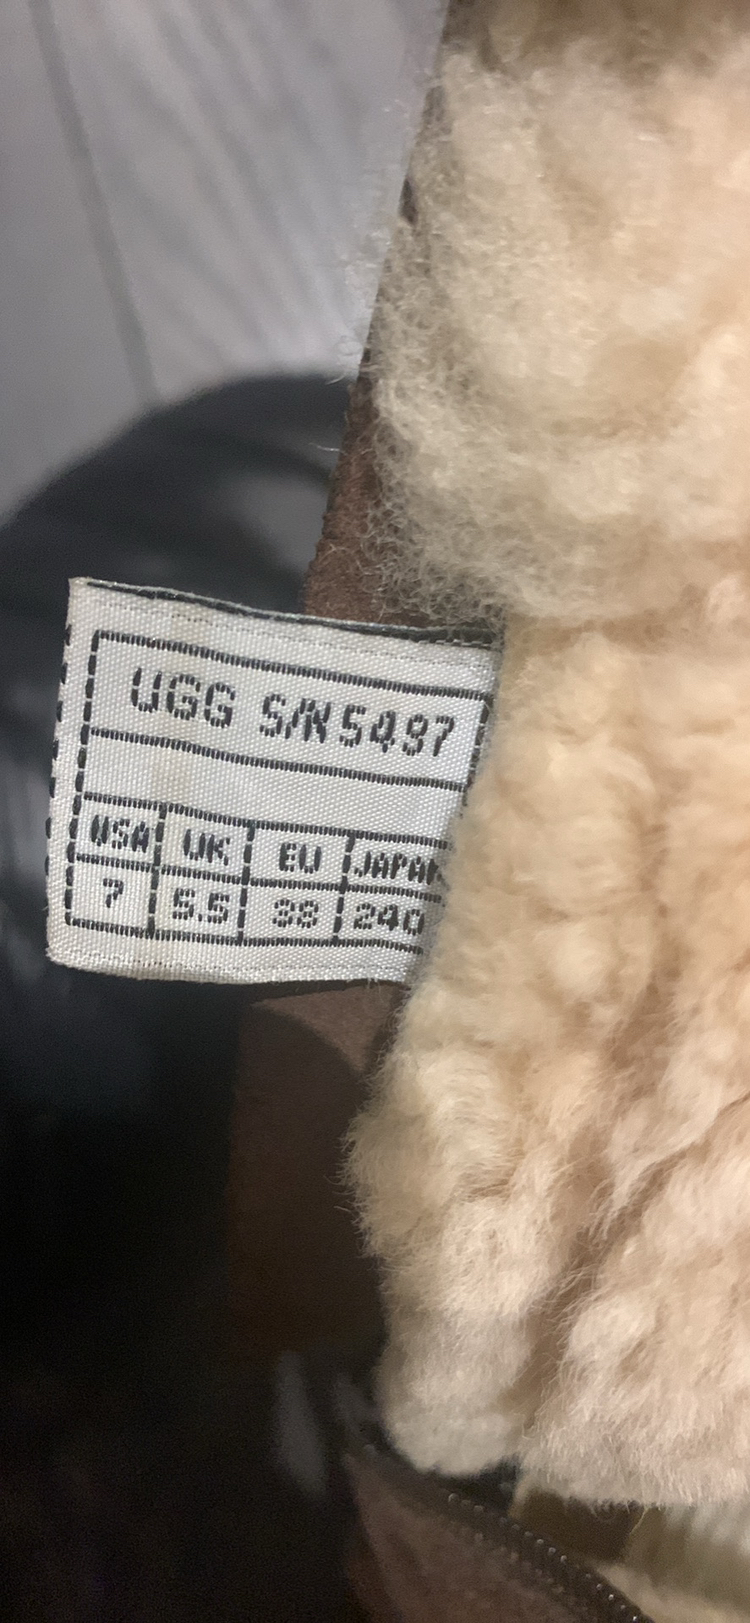 UGG S/N 5497
USA UK EU JAPAN
7 5.5 38 240